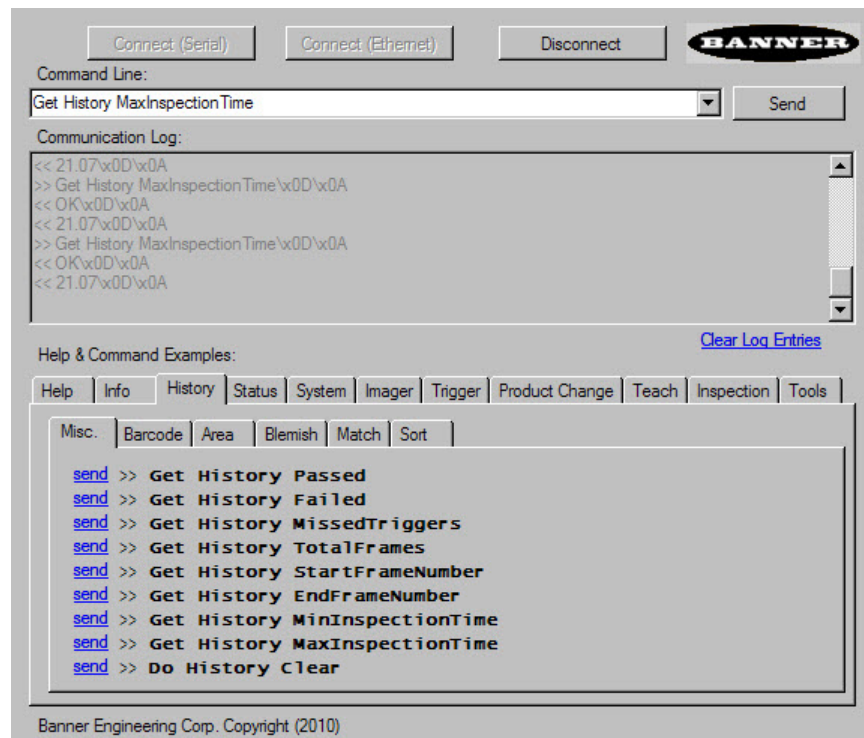 Connect (Serial) Connect (Ethernet) Disconnect BANNER
Command Line:
Get History MaxInspectionTime Send
Communication Log:
<< 21.07\x0D\x0A
>> Get History MaxInspectionTime\x0D\x0A
<< OK\x0D\x0A
<< 21.07\x0D\x0A
>> Get History MaxInspectionTime\x0D\x0A
<< OK\x0D\x0A
<< 21.07\x0D\x0A
Clear Log Entries
Help & Command Examples:
Help Info History Status System Imager Trigger Product Change Teach Inspection Tools
Misc. Barcode Area Blemish Match Sort
send >> Get History Passed
send >> Get History Failed
send >> Get History MissedTriggers
send >> Get History TotalFrames
send >> Get History StartFrameNumber
send >> Get History EndFrameNumber
send >> Get History MinInspectionTime
send >> Get History MaxInspectionTime
send >> Do History Clear
Banner Engineering Corp. Copyright (2010)